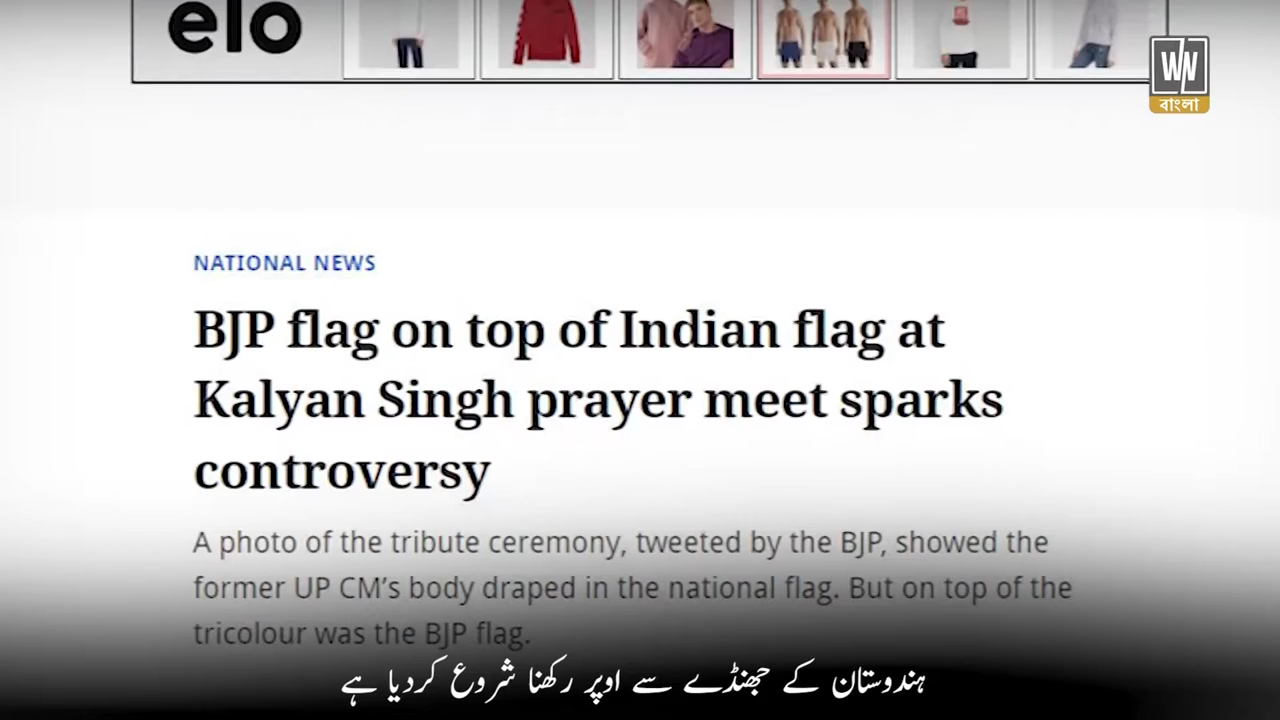 elo
WN
বাংলা
NATIONAL NEWS
BJP flag on top of Indian flag at
Kalyan Singh prayer meet sparks
controversy
A photo of the tribute ceremony, tweeted by the BJP, showed the
former UP CM’s body draped in the national flag. But on top of the
tricolour was the BJP flag.
ہندوستان کے جھنڈے سے اوپر رکھنا شروع کردیا ہے